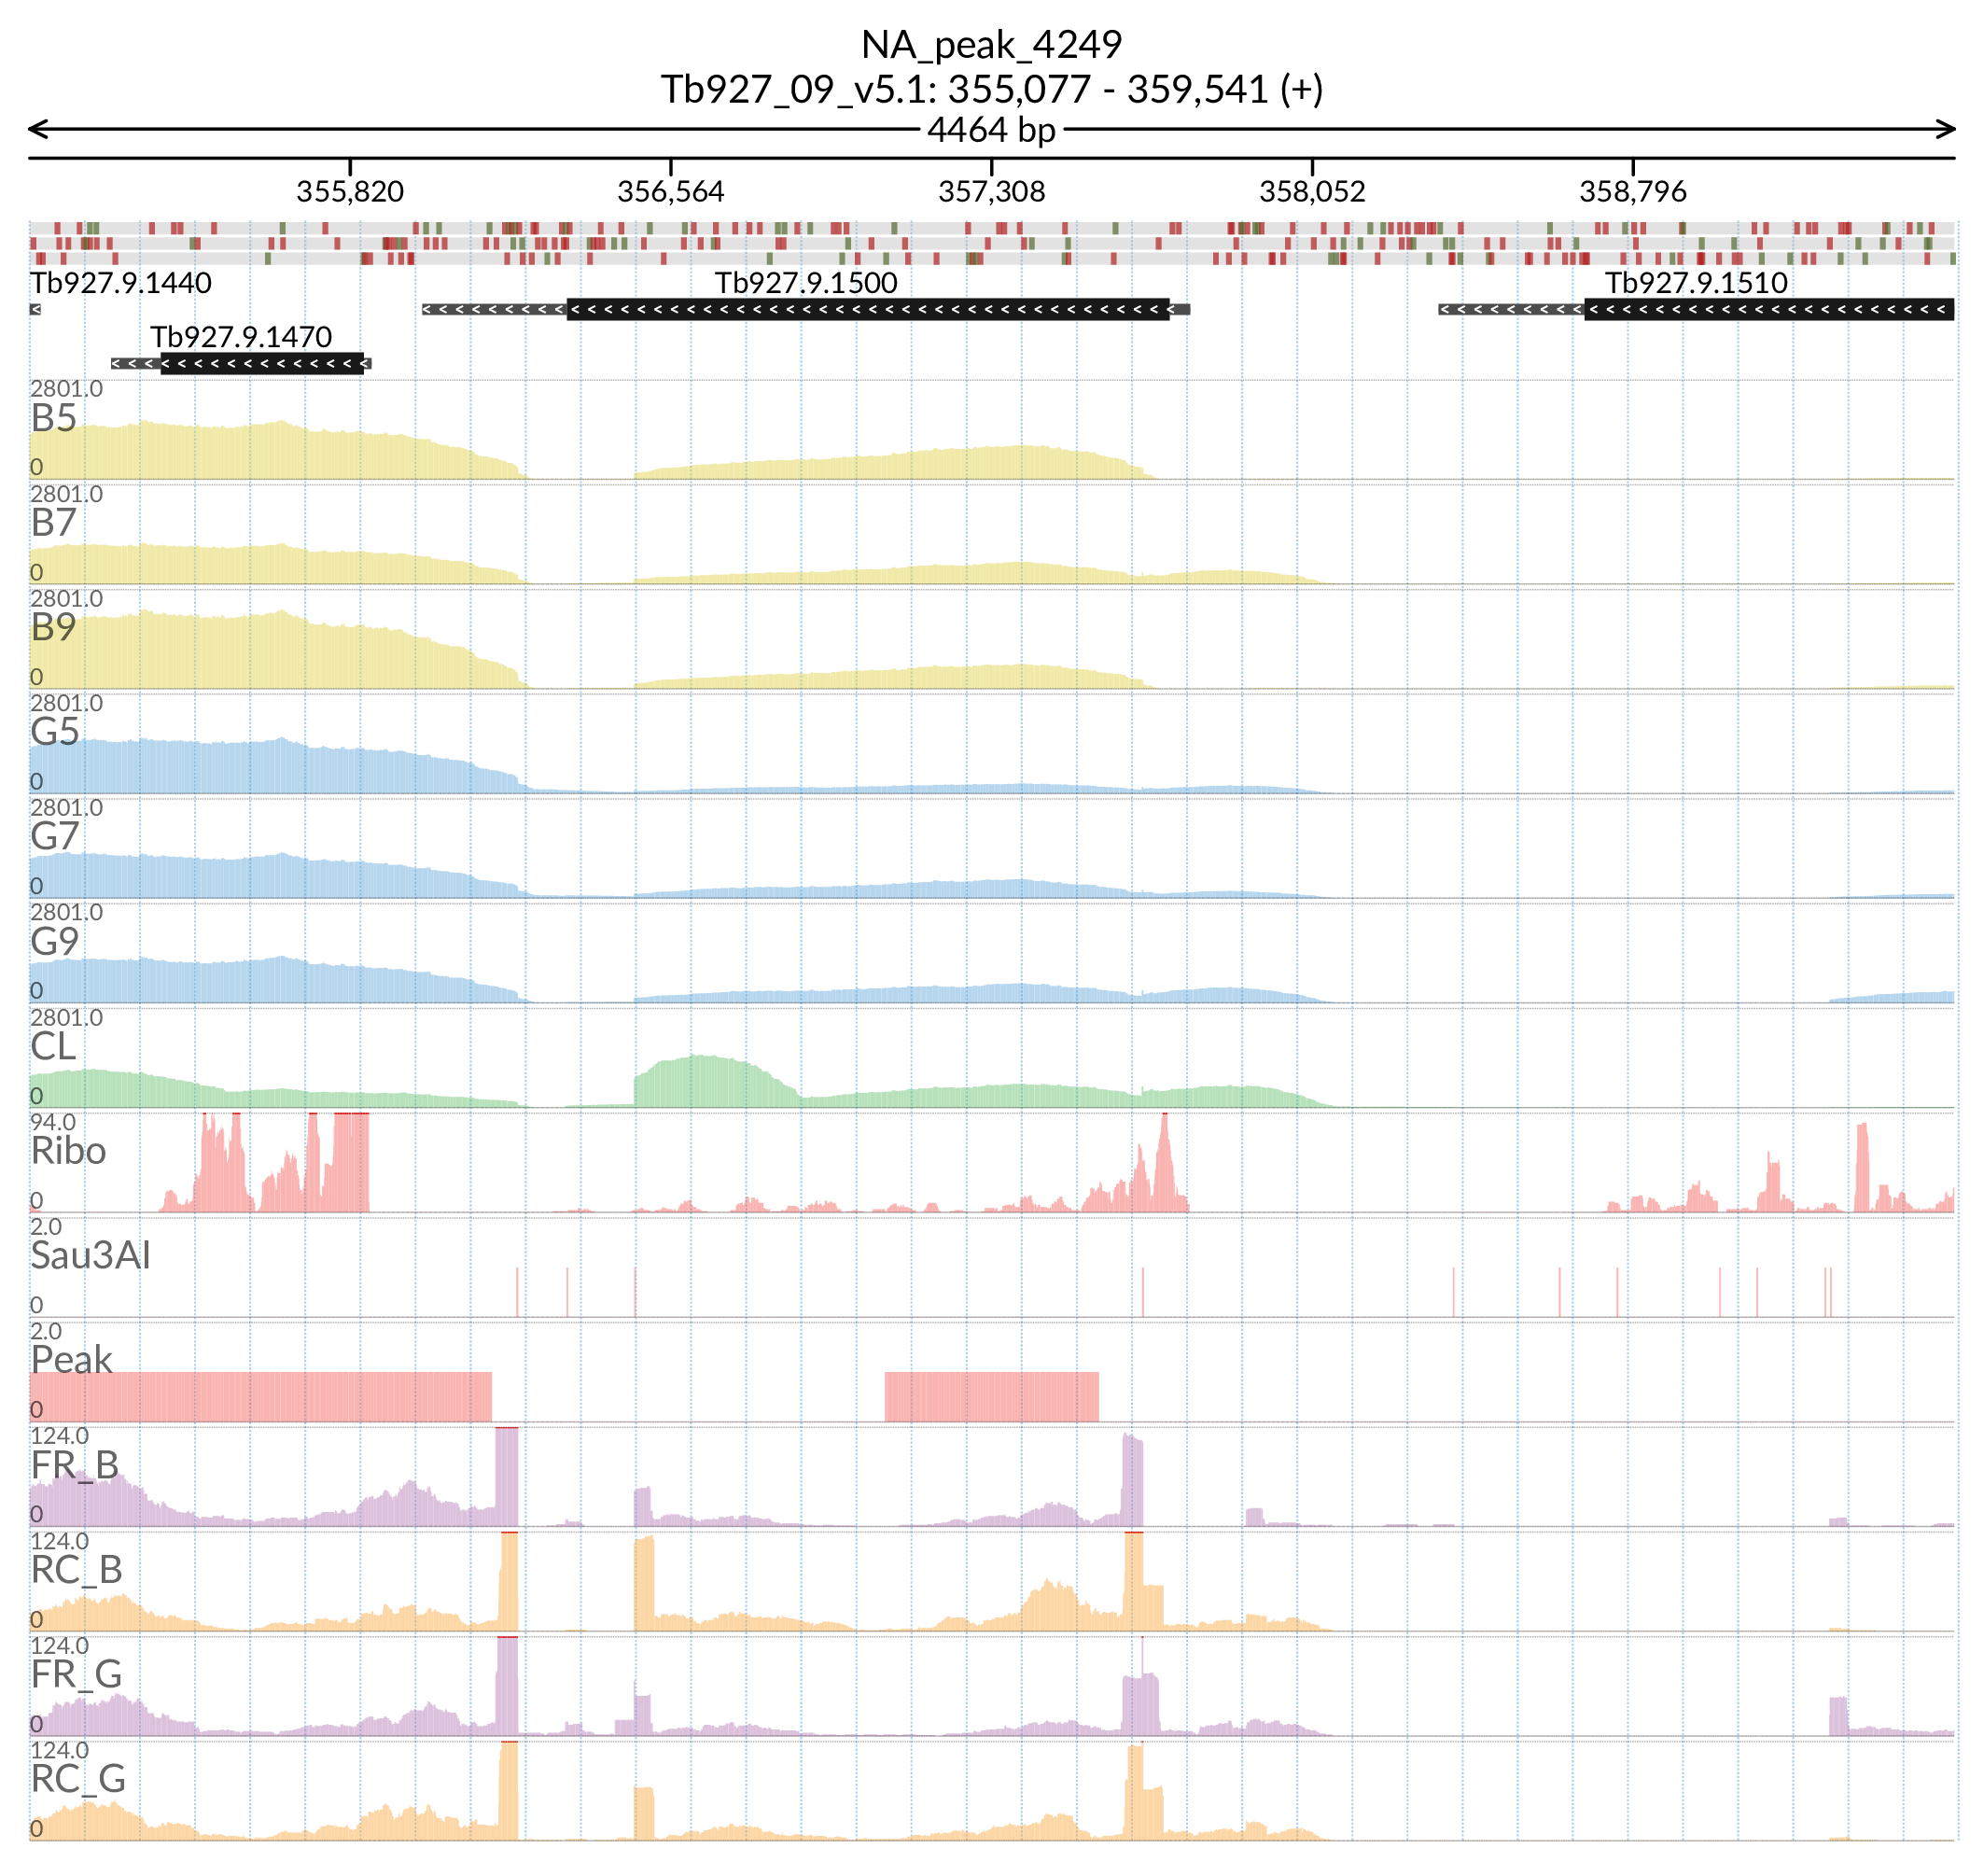 NA_peak_4249
Tb927_09_v5.1: 355,077 - 359,541 (+)
4464 bp
355,820 356,564 357,308 358,052 358,796
Tb927.9.1440 Tb927.9.1500 Tb927.9.1510
Tb927.9.1470
2801.0
B5
0
2801.0
B7
0
2801.0
B9
0
2801.0
G5
0
2801.0
G7
0
2801.0
G9
0
2801.0
CL
0
94.0
Ribo
0
2.0
Sau3AI
0
2.0
Peak
0
124.0
FR_B
0
124.0
RC_B
0
124.0
FR_G
0
124.0
RC_G
0